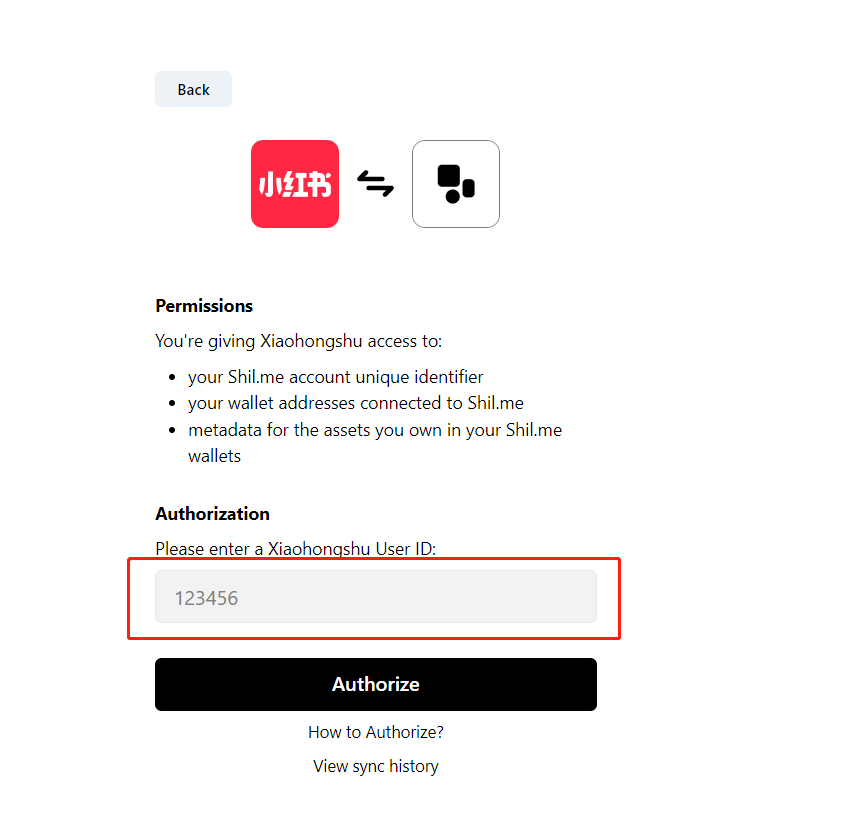 Back
小红书
Permissions
You're giving Xiaohongshu access to:
• your Shil.me account unique identifier
• your wallet addresses connected to Shil.me
• metadata for the assets you own in your Shil.me
wallets
Authorization
Please enter a Xiaohongshu User ID:
123456
Authorize
How to Authorize?
View sync history